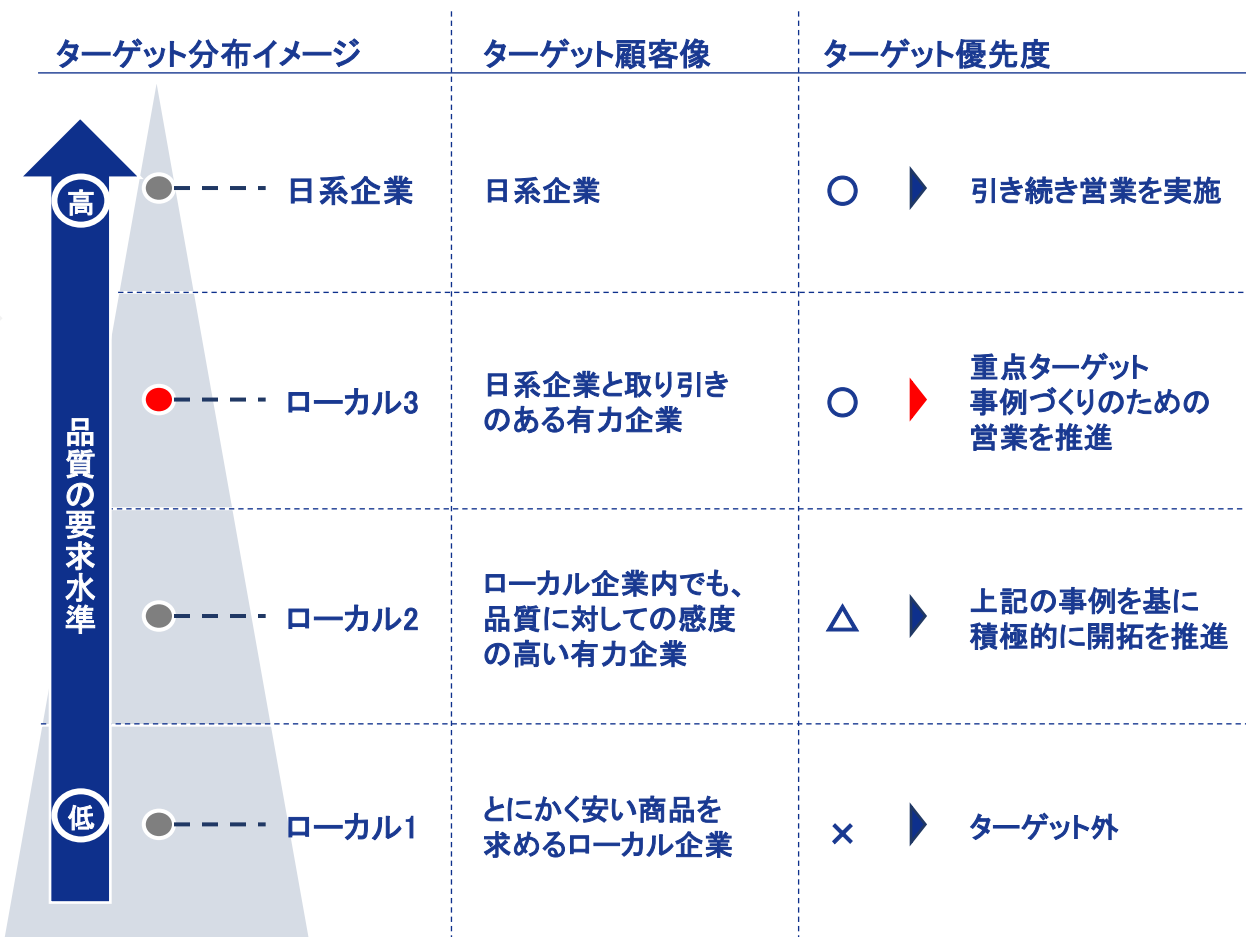 ターゲット分布イメージ
ターゲット顧客像
ターゲット優先度
高
品質の要求水準
低
日系企業
日系企業
○
引き続き営業を実施
ローカル3
日系企業と取り引き
のある有力企業
○
重点ターゲット
事例づくりのための
営業を推進
ローカル2
ローカル企業内でも、
品質に対しての感度
の高い有力企業
△
上記の事例を基に
積極的に開拓を推進
ローカル1
とにかく安い商品を
求めるローカル企業
×
ターゲット外